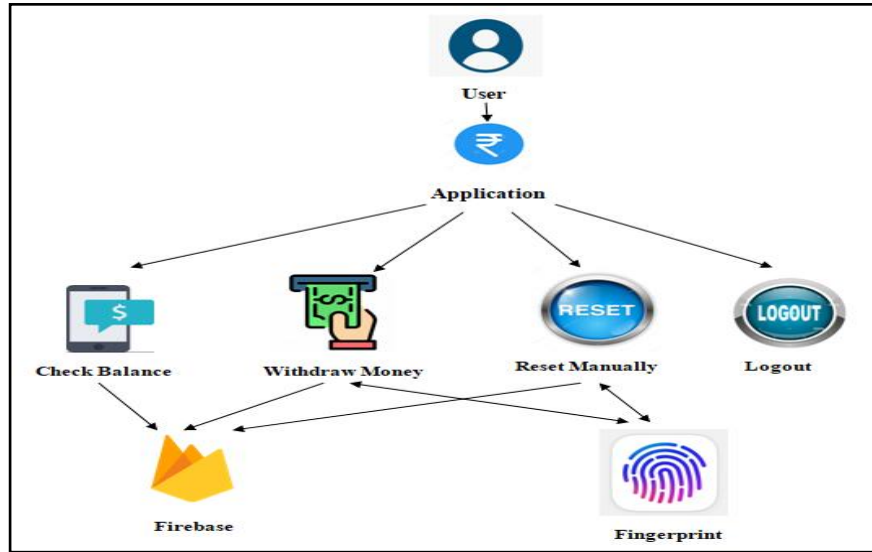 User
₹
Application
$
$
RESET
LOGOUT
Check Balance
Withdraw Money
Reset Manually
Logout
Firebase
Fingerprint